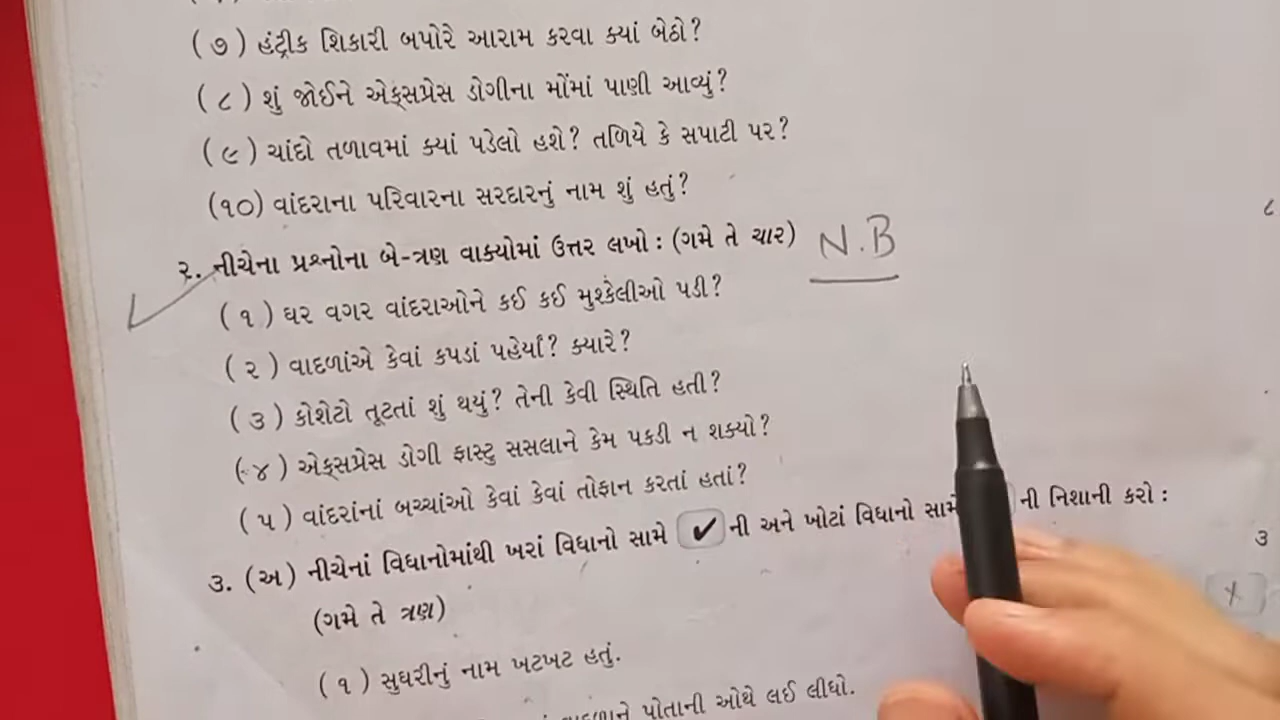 (૭) હંટ્રીક શિકારી બપોરે આરામ કરવા ક્યાં બેઠો?
(૮) શું જોઈને એક્સપ્રેસ ડોગીના મોંમાં પાણી આવ્યું?
(૯) ચાંદો તળાવમાં ક્યાં પડેલો હશે? તળિયે કે સપાટી પર?
(૧૦) વાંદરાના પરિવારના સરદારનું નામ શું હતું?
૨. નીચેના પ્રશ્નોના બે-ત્રણ વાક્યોમાં ઉત્તર લખો : (ગમે તે ચાર) N.B ૮
(૧) ઘર વગર વાંદરાઓને કઈ કઈ મુશ્કેલીઓ પડી?
(૨) વાદળાંએ કેવાં કપડાં પહેર્યાં? ક્યારે?
(૩) કોશેટો તૂટતાં શું થયું? તેની કેવી સ્થિતિ હતી?
(૪) એક્સપ્રેસ ડોગી ફાસ્ટુ સસલાને કેમ પકડી ન શક્યો?
(૫) વાંદરાંનાં બચ્ચાંઓ કેવાં કેવાં તોફાન કરતાં હતાં?
૩. (અ) નીચેનાં વિધાનોમાંથી ખરાં વિધાનો સામે ✔ ની અને ખોટાં વિધાનો સામે ની નિશાની કરો : ૩
(ગમે તે ત્રણ)
(૧) સુઘરીનું નામ ખટખટ હતું. X
પોતાની ઓથે લઈ લીધો.